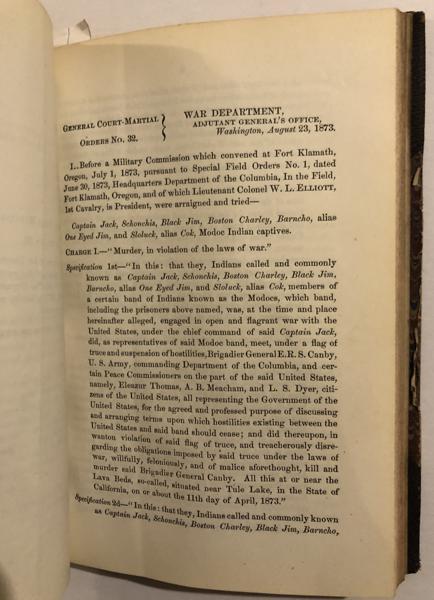 GENERAL COURT-MARTIAL
ORDERS NO. 32.
WAR DEPARTMENT,
ADJUTANT GENERAL'S OFFICE,
Washington, August 23, 1873.
I..Before a Military Commission which convened at Fort Klamath,
Oregon, July 1, 1873, pursuant to Special Field Orders No. 1, dated
June 30, 1873, Headquarters Department of the Columbia, In the Field,
Fort Klamath, Oregon, and of which Lieutenant Colonel W. L. ELLIOTT,
1st Cavalry, is President, were arraigned and tried—
Captain Jack, Schonchis, Black Jim, Boston Charley, Barncho, alias
One Eyed Jim, and Sloluck, alias Cok, Modoc Indian captives.
CHARGE I.—"Murder, in violation of the laws of war."
Specification 1st—"In this: that they, Indians called and commonly
known as Captain Jack, Schonchis, Boston Charley, Black Jim,
Barncho, alias One Eyed Jim, and Sloluck, alias Cok, members of
a certain band of Indians known as the Modocs, which band,
including the prisoners above named, was, at the time and place
hereinafter alleged, engaged in open and flagrant war with the
United States, under the chief command of said Captain Jack,
did, as representatives of said Modoc band, meet, under a flag of
truce and suspension of hostilities, Brigadier General E. R. S. Canby,
U. S. Army, commanding Department of the Columbia, and cer-
tain Peace Commissioners on the part of the said United States,
namely, Eleazur Thomas, A. B. Meacham, and L. S. Dyer, citi-
zens of the United States, all representing the Government of the
United States, for the agreed and professed purpose of discussing
and arranging terms upon which hostilities existing between the
United States and said band should cease; and did thereupon, in
wanton violation of said flag of truce, and treacherously disre-
garding the obligations imposed by said truce under the laws of
war, willfully, feloniously, and of malice aforethought, kill and
murder said Brigadier General Canby. All this at or near the
Lava Beds, so-called, situated near Tule Lake, in the State of
California, on or about the 11th day of April, 1873."
Specification 2d—"In this: that they, Indians called and commonly known
as Captain Jack, Schonchis, Boston Charley, Black Jim, Barncho,